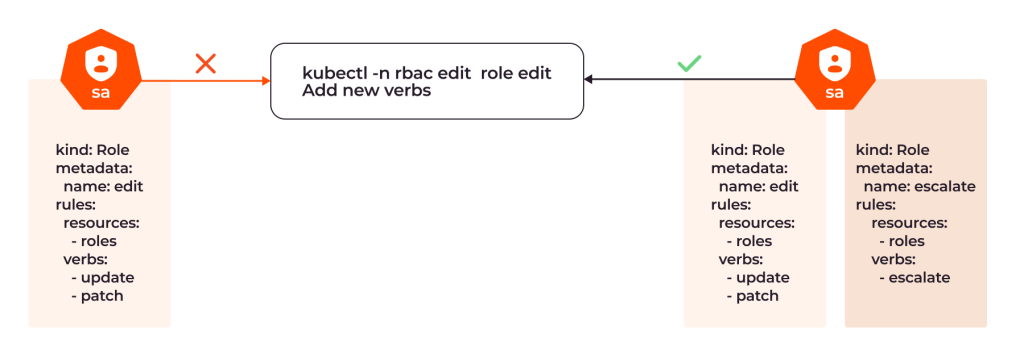 sa
kubectl -n rbac edit  role edit
Add new verbs
sa
kind: Role
metadata:
  name: edit
rules:
  resources:
    - roles
  verbs:
    - update
    - patch
kind: Role
metadata:
  name: edit
rules:
  resources:
    - roles
  verbs:
    - update
    - patch
kind: Role
metadata:
  name: escalate
rules:
    resources:
      - roles
    verbs:
      - escalate